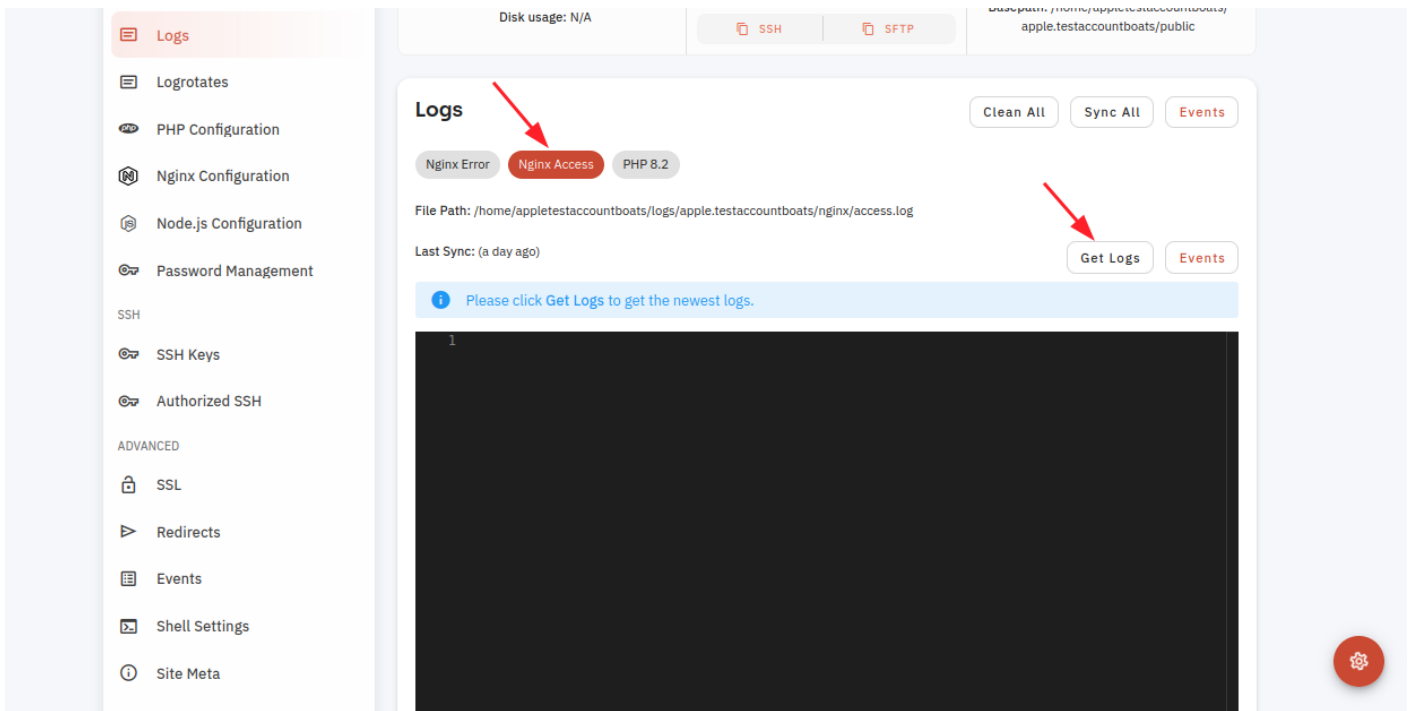 Logs
Logrotates
PHP Configuration
Nginx Configuration
Node.js Configuration
Password Management
SSH
SSH Keys
Authorized SSH
ADVANCED
SSL
Redirects
Events
Shell Settings
Site Meta
Disk usage: N/A
SSH
SFTP
Basepath: /home/appletestaccountboats/
apple.testaccountboats/public
Logs
Clean All
Sync All
Events
Nginx Error
Nginx Access
PHP 8.2
File Path: /home/appletestaccountboats/logs/apple.testaccountboats/nginx/access.log
Last Sync: (a day ago)
Get Logs
Events
Please click Get Logs to get the newest logs.
1